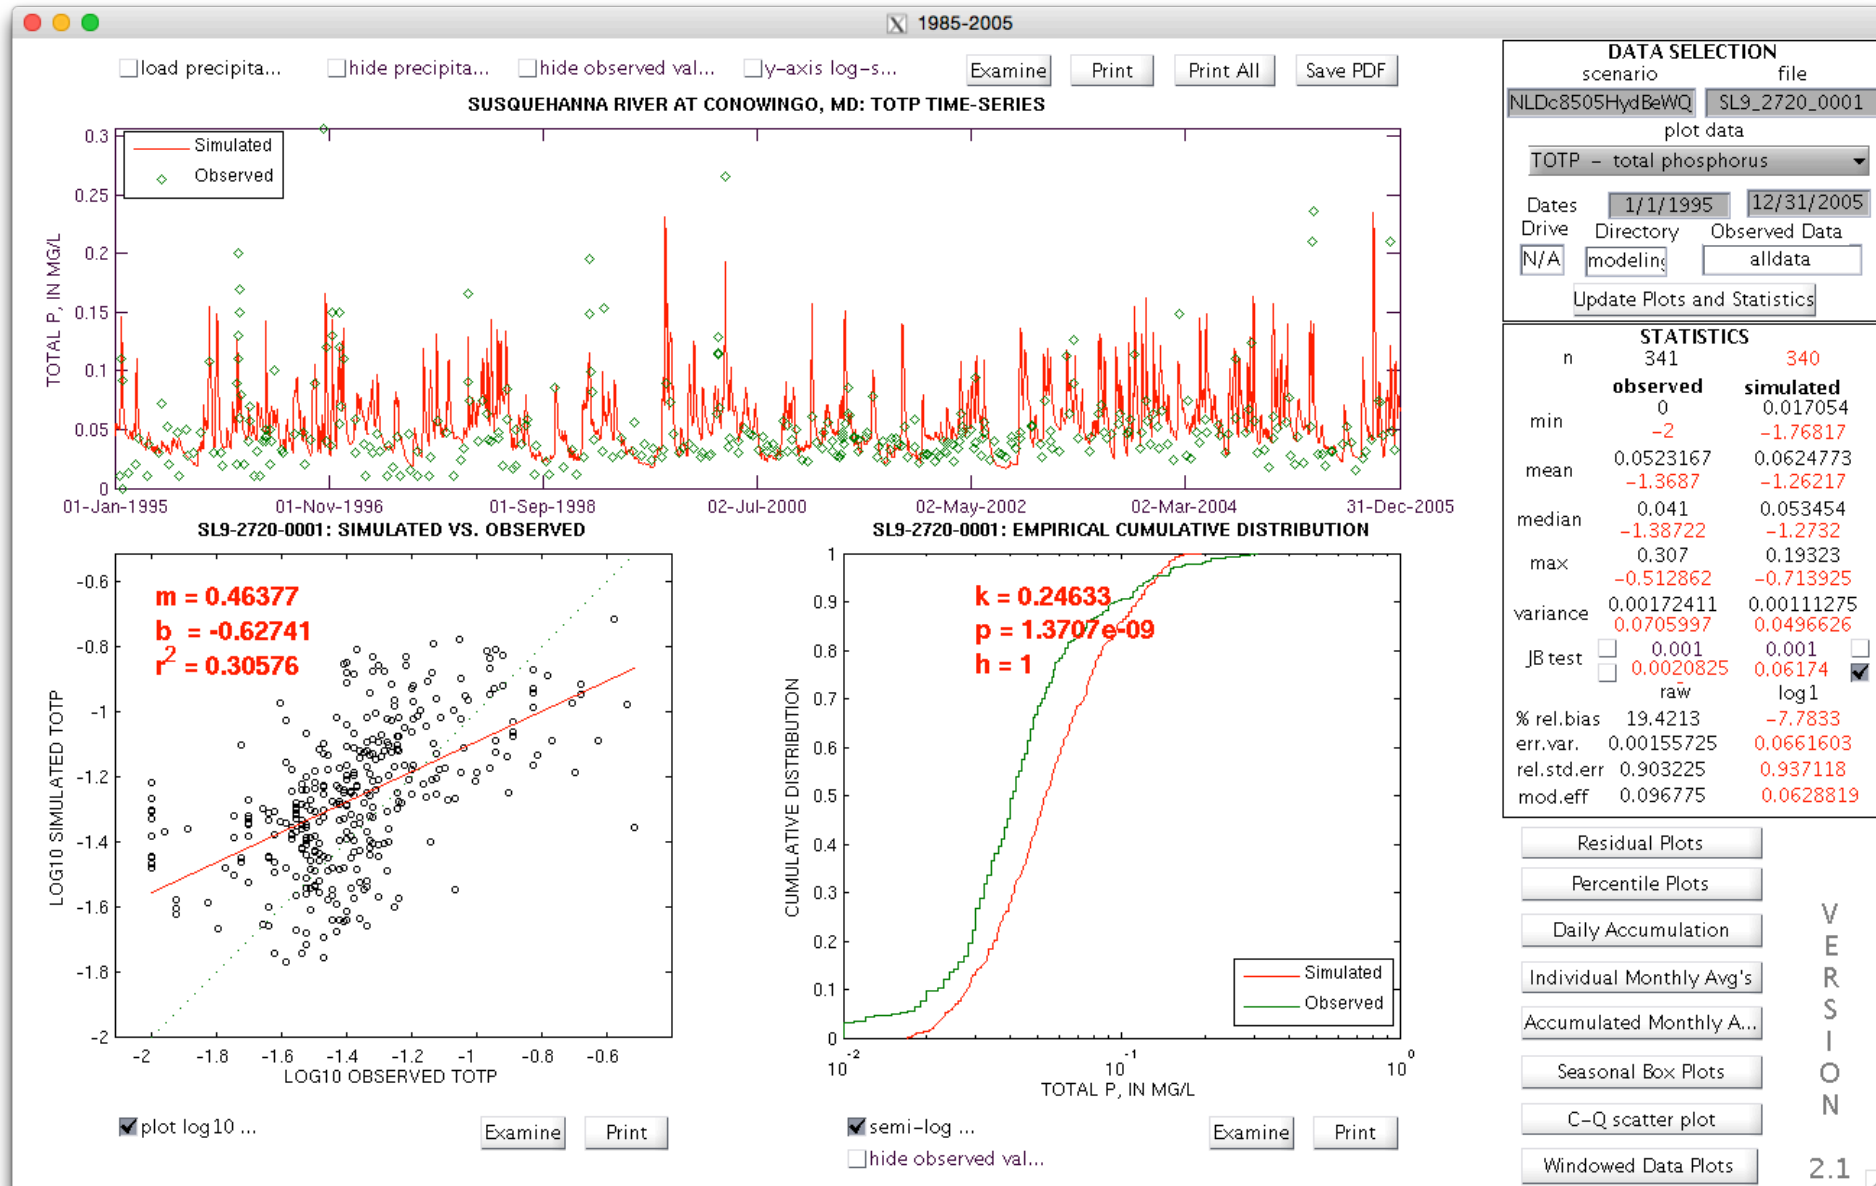 1985-2005
load precipita...
hide precipita...
hide observed val...
y-axis log-s...
Examine
Print
Print All
Save PDF
SUSQUEHANNA RIVER AT CONOWINGO, MD: TOTP TIME-SERIES
TOTAL P, IN MG/L
0.3
0.25
0.2
0.15
0.1
0.05
0
Simulated
Observed
01-Jan-1995
01-Nov-1996
01-Sep-1998
02-Jul-2000
02-May-2002
02-Mar-2004
31-Dec-2005
SL9-2720-0001: SIMULATED VS. OBSERVED
m = 0.46377
b = -0.62741
r2 = 0.30576
LOG10 SIMULATED TOTP
-0.6
-0.8
-1
-1.2
-1.4
-1.6
-1.8
-2
-2 -1.8 -1.6 -1.4 -1.2 -1 -0.8 -0.6
LOG10 OBSERVED TOTP
plot log10 ...
Examine
Print
SL9-2720-0001: EMPIRICAL CUMULATIVE DISTRIBUTION
k = 0.24633
p = 1.3707e-09
h = 1
CUMULATIVE DISTRIBUTION
1
0.9
0.8
0.7
0.6
0.5
0.4
0.3
0.2
0.1
0
Simulated
Observed
10-2 10-1 100
TOTAL P, IN MG/L
semi-log ...
hide observed val...
Examine
Print
DATA SELECTION
scenario file
NLDc8505HydBeWQ SL9_2720_0001
plot data
TOTP - total phosphorus
Dates 1/1/1995 12/31/2005
Drive Directory Observed Data
N/A modeling alldata
Update Plots and Statistics
STATISTICS
n 341 340
observed simulated
min 0 0.017054
-2 -1.76817
mean 0.0523167 0.0624773
-1.3687 -1.26217
median 0.041 0.053454
-1.38722 -1.2732
max 0.307 0.19323
-0.512862 -0.713925
variance 0.00172411 0.00111275
0.0705997 0.0496626
JB test 0.001 0.001
0.0020825 0.06174
raw log1
% rel.bias 19.4213 -7.7833
err.var. 0.00155725 0.0661603
rel.std.err 0.903225 0.937118
mod.eff 0.096775 0.0628819
Residual Plots
Percentile Plots
Daily Accumulation
Individual Monthly Avg's
Accumulated Monthly A...
Seasonal Box Plots
C-Q scatter plot
Windowed Data Plots
VERSION
2.1